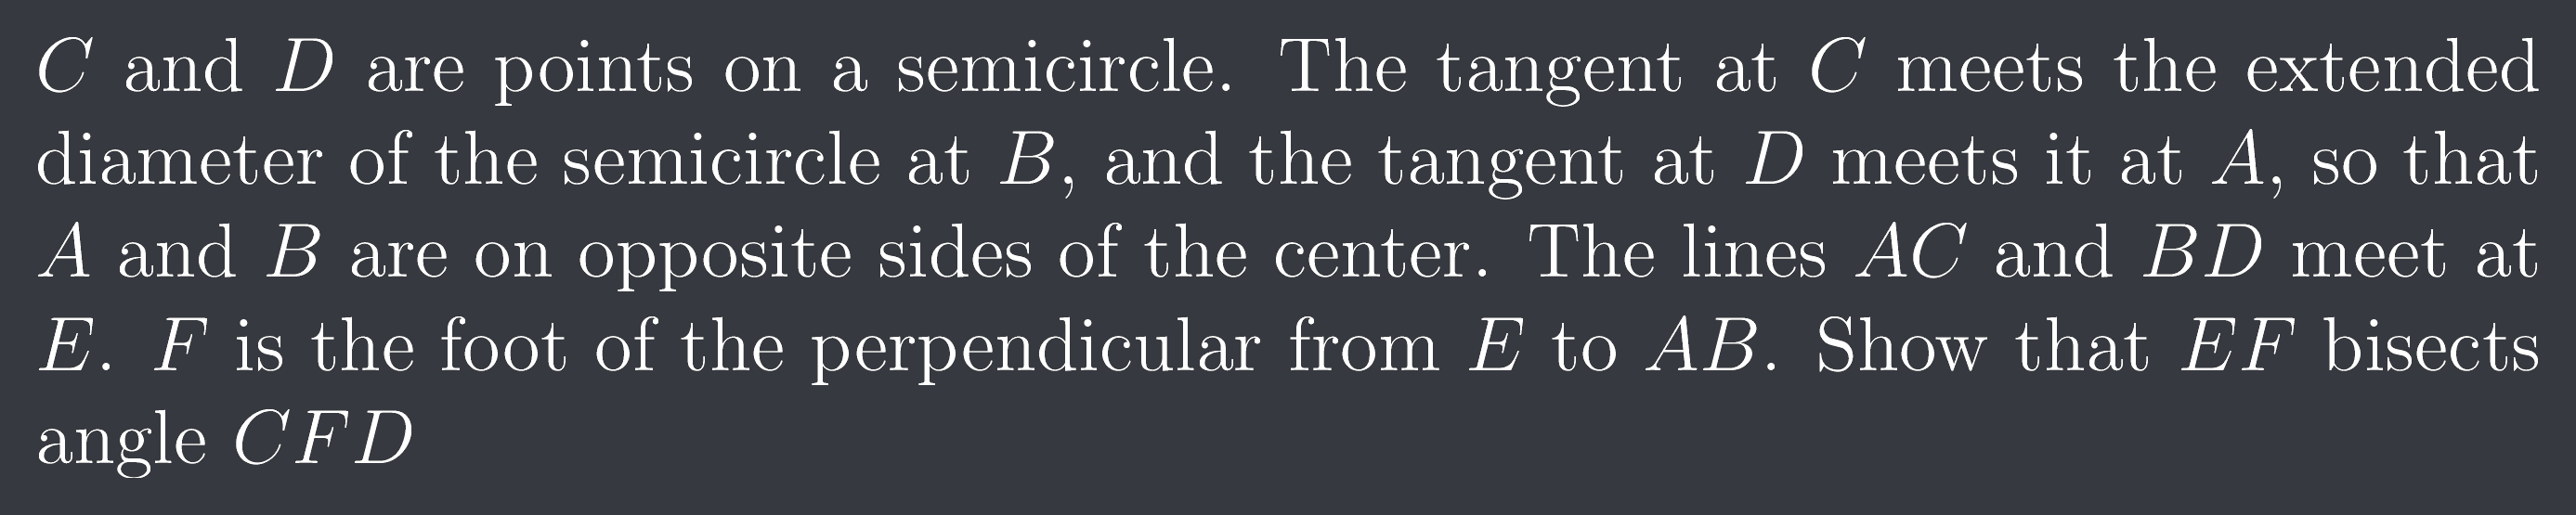 C and D are points on a semicircle. The tangent at C meets the extended
diameter of the semicircle at B, and the tangent at D meets it at A, so that
A and B are on opposite sides of the center. The lines AC and BD meet at
E. F is the foot of the perpendicular from E to AB. Show that EF bisects
angle CFD